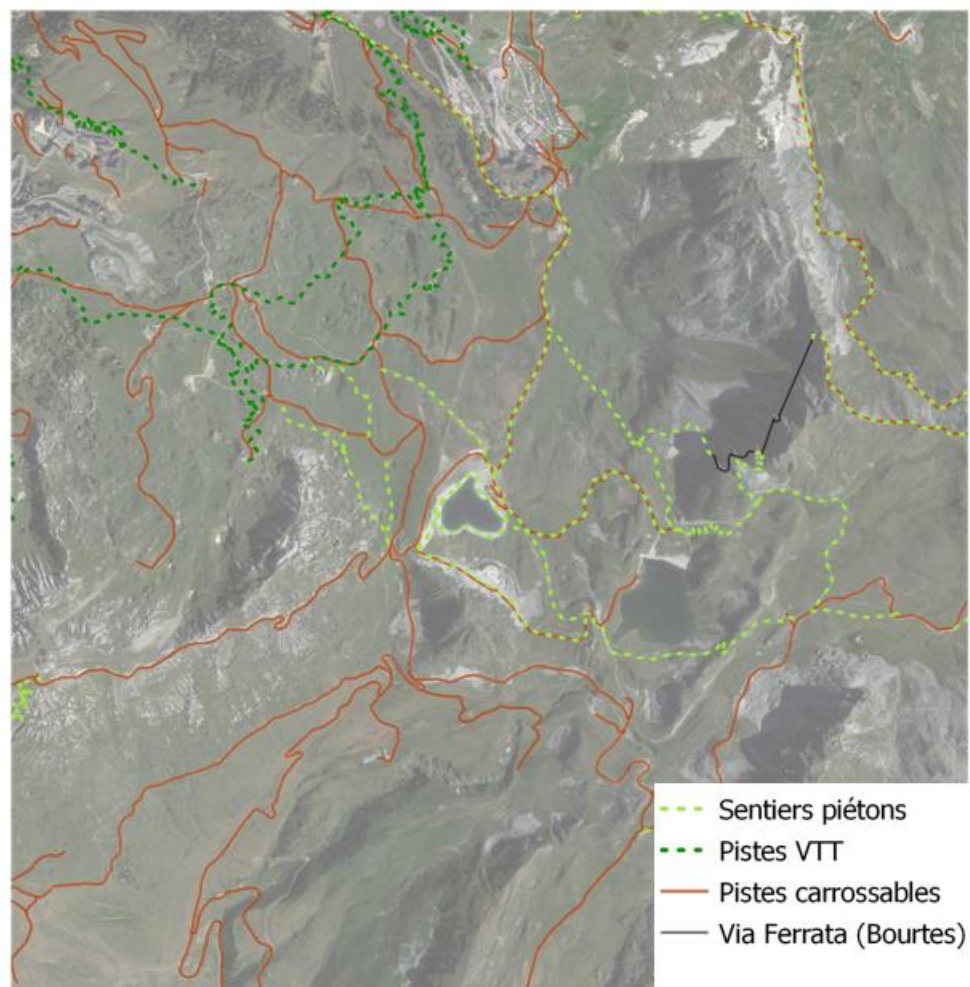 Sentiers piétons
Pistes VTT
Pistes carrossables
Via Ferrata (Bourtes)